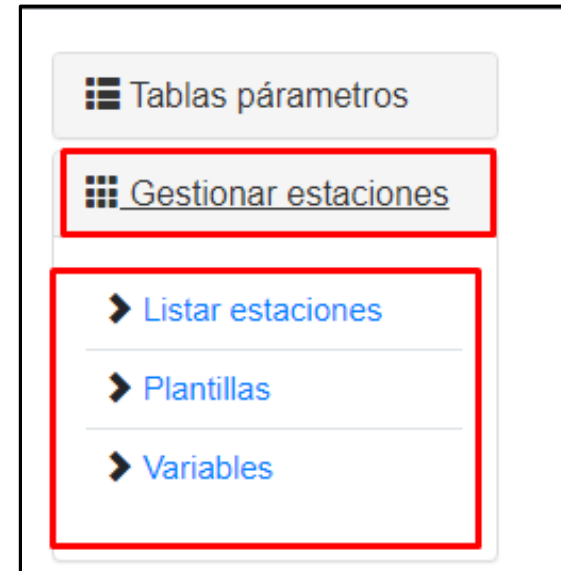 Tablas párametros
Gestionar estaciones
Listar estaciones
Plantillas
Variables